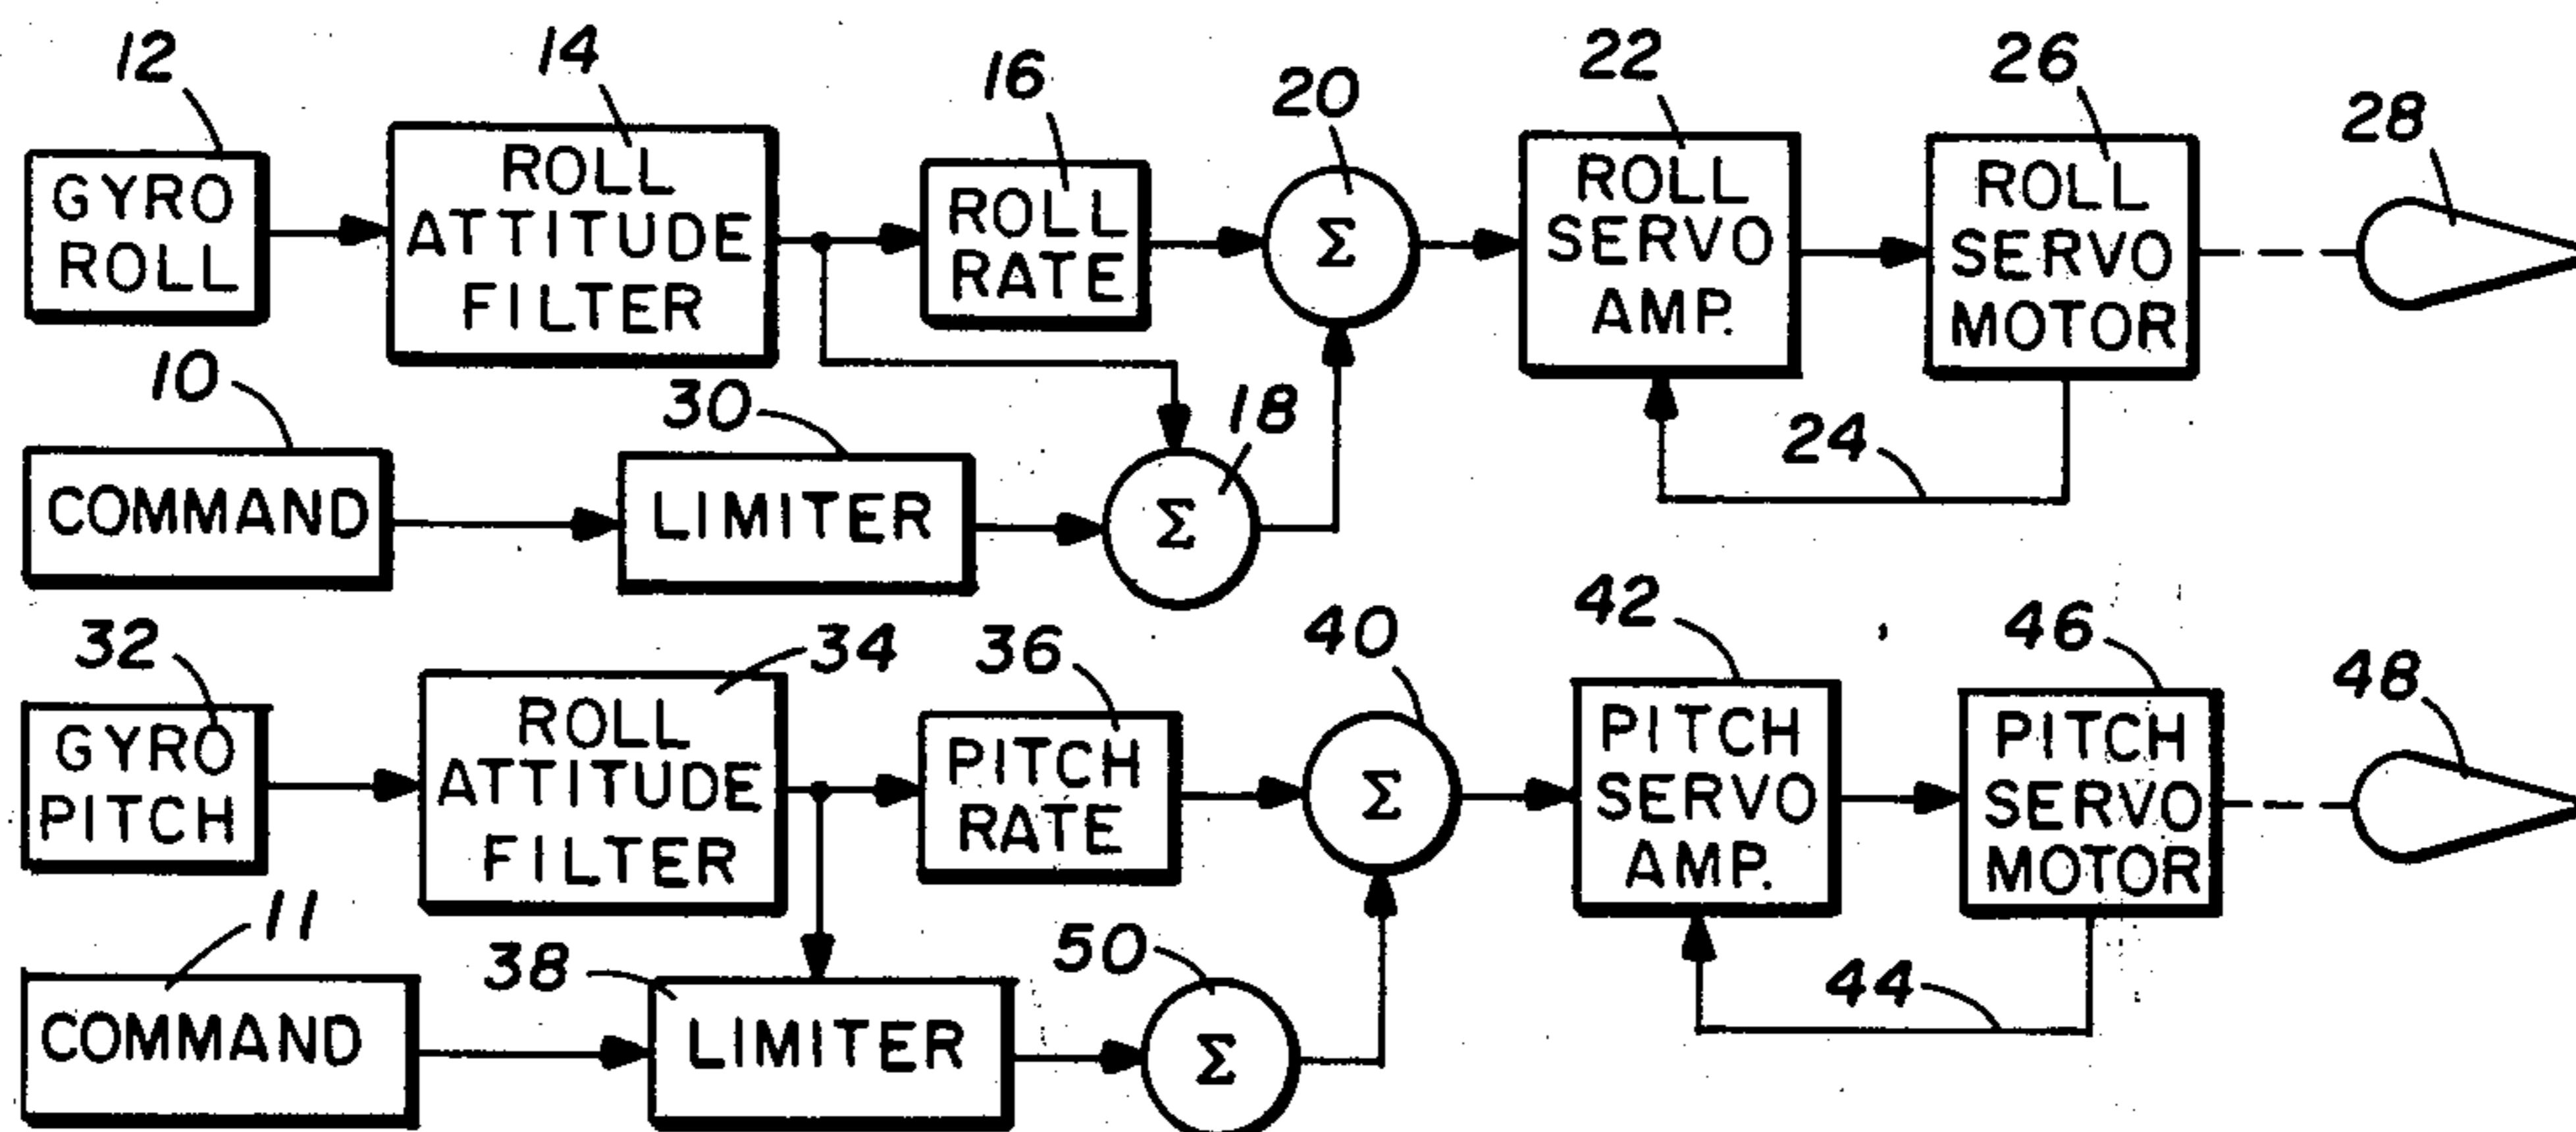 12
14
16
20
22
26
28
GYRO
ROLL
ROLL
ATTITUDE
FILTER
ROLL
RATE
Σ
ROLL
SERVO
AMP.
ROLL
SERVO
MOTOR
10
30
18
24
COMMAND
LIMITER
Σ
32
34
36
40
42
46
48
GYRO
PITCH
ROLL
ATTITUDE
FILTER
PITCH
RATE
Σ
PITCH
SERVO
AMP.
PITCH
SERVO
MOTOR
11
38
50
44
COMMAND
LIMITER
Σ